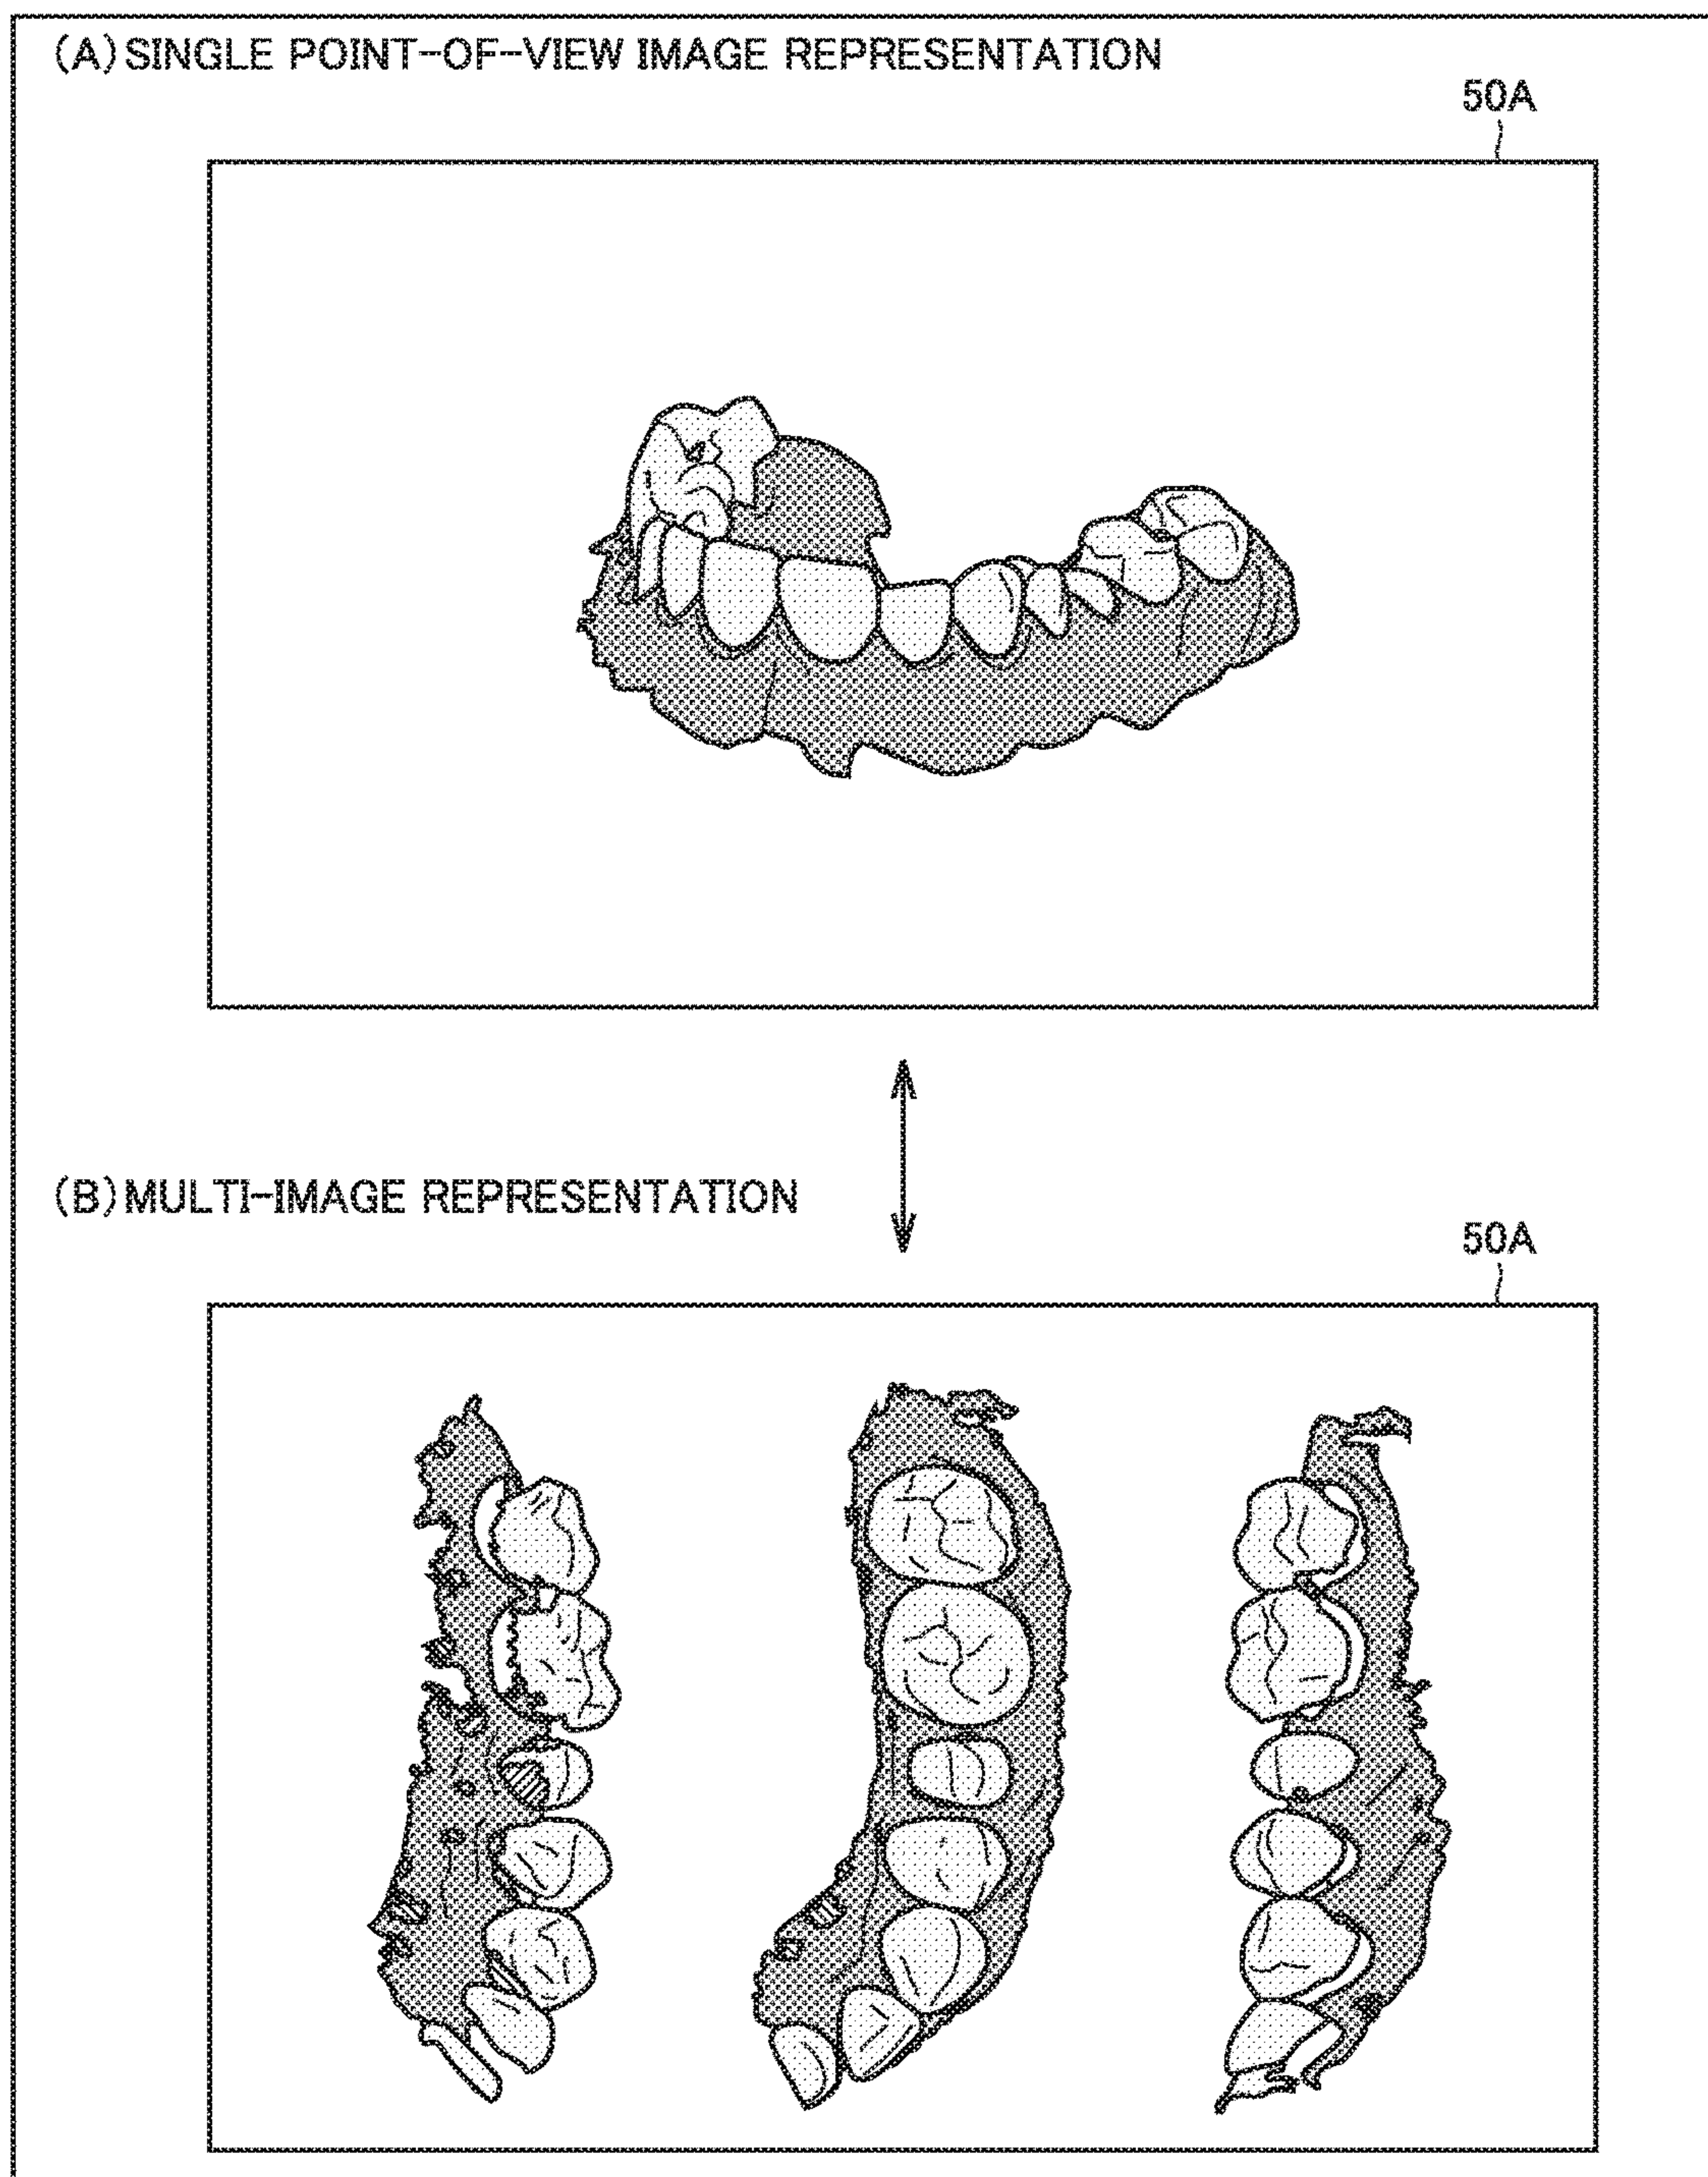 (A) SINGLE POINT-OF-VIEW IMAGE REPRESENTATION
50A
(B) MULTI-IMAGE REPRESENTATION
50A